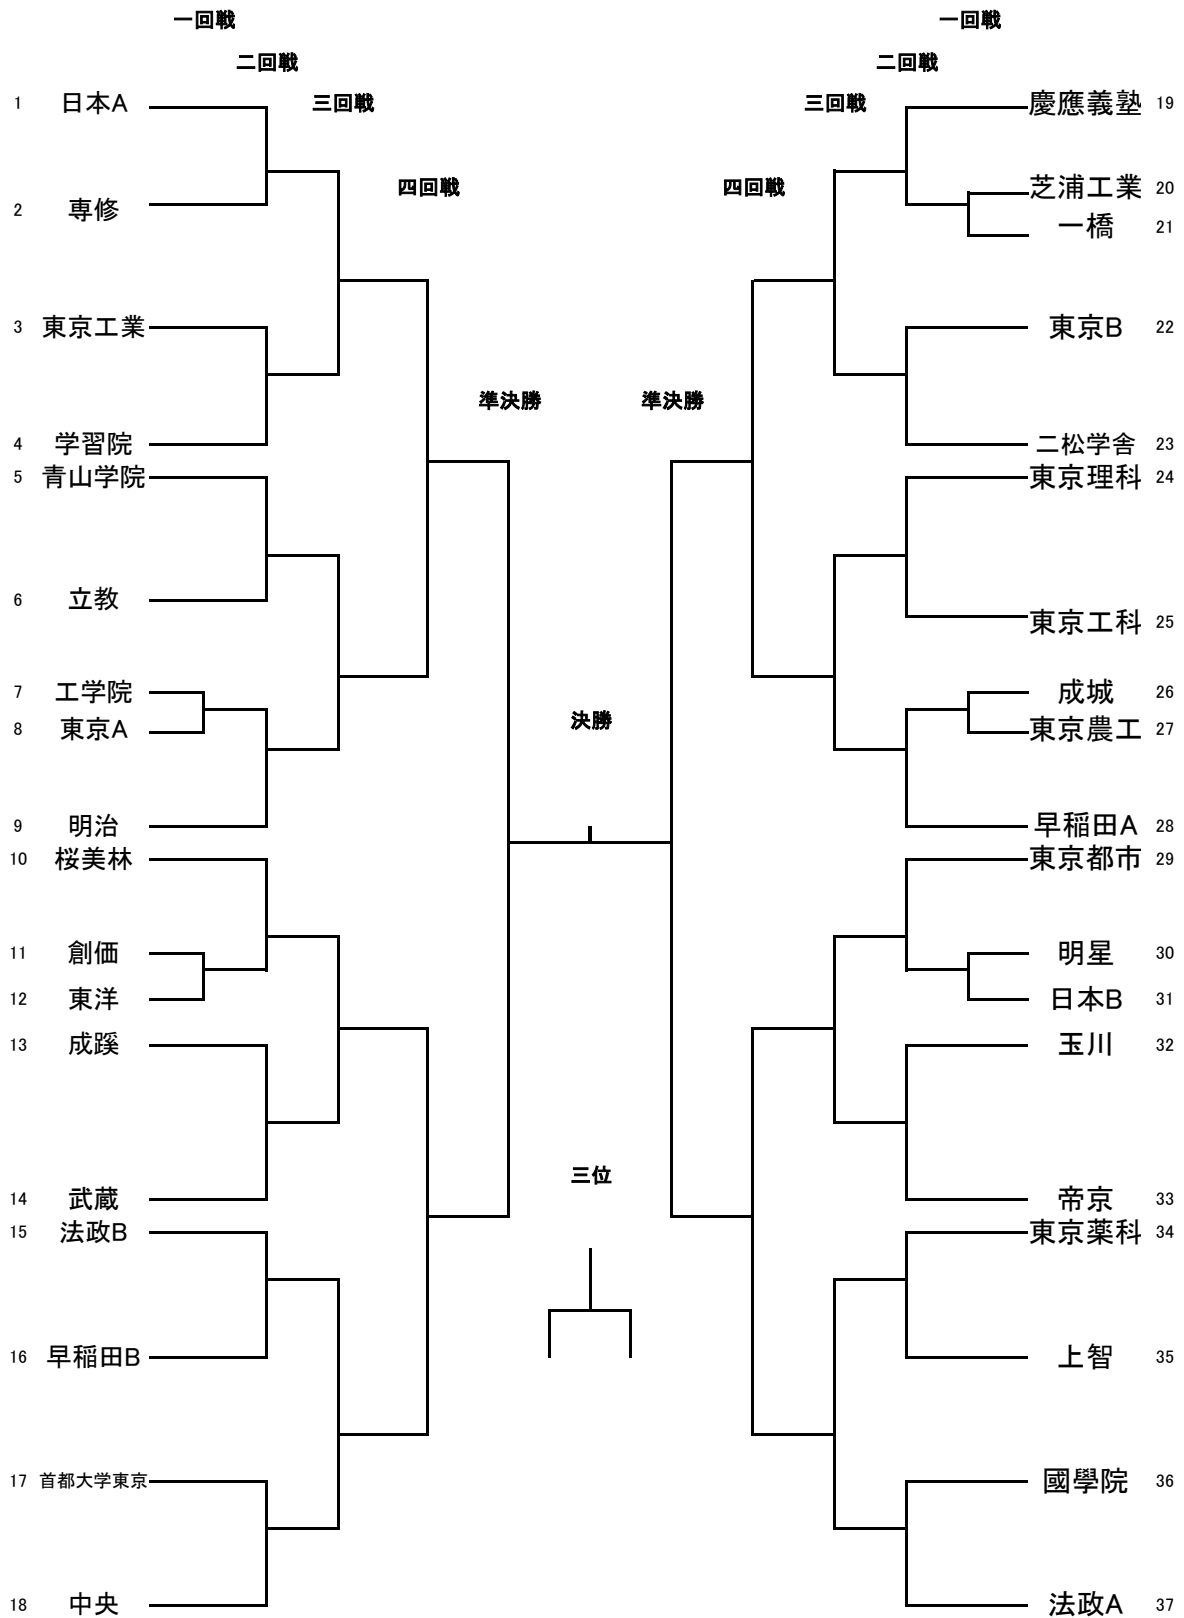 一回戦 一回戦
二回戦 二回戦
1 日本A 三回戦 三回戦 慶應義塾 19
四回戦 四回戦 芝浦工業 20
2 専修 一橋 21
3 東京工業 東京B 22
準決勝 準決勝
4 学習院 二松学舎 23
5 青山学院 東京理科 24
6 立教 東京工科 25
7 工学院 成城 26
決勝
8 東京A 東京農工 27
9 明治 早稲田A 28
10 桜美林 東京都市 29
11 創価 明星 30
12 東洋 日本B 31
13 成蹊 玉川 32
三位
14 武蔵 帝京 33
15 法政B 東京薬科 34
16 早稲田B 上智 35
17 首都大学東京 國學院 36
18 中央 法政A 37